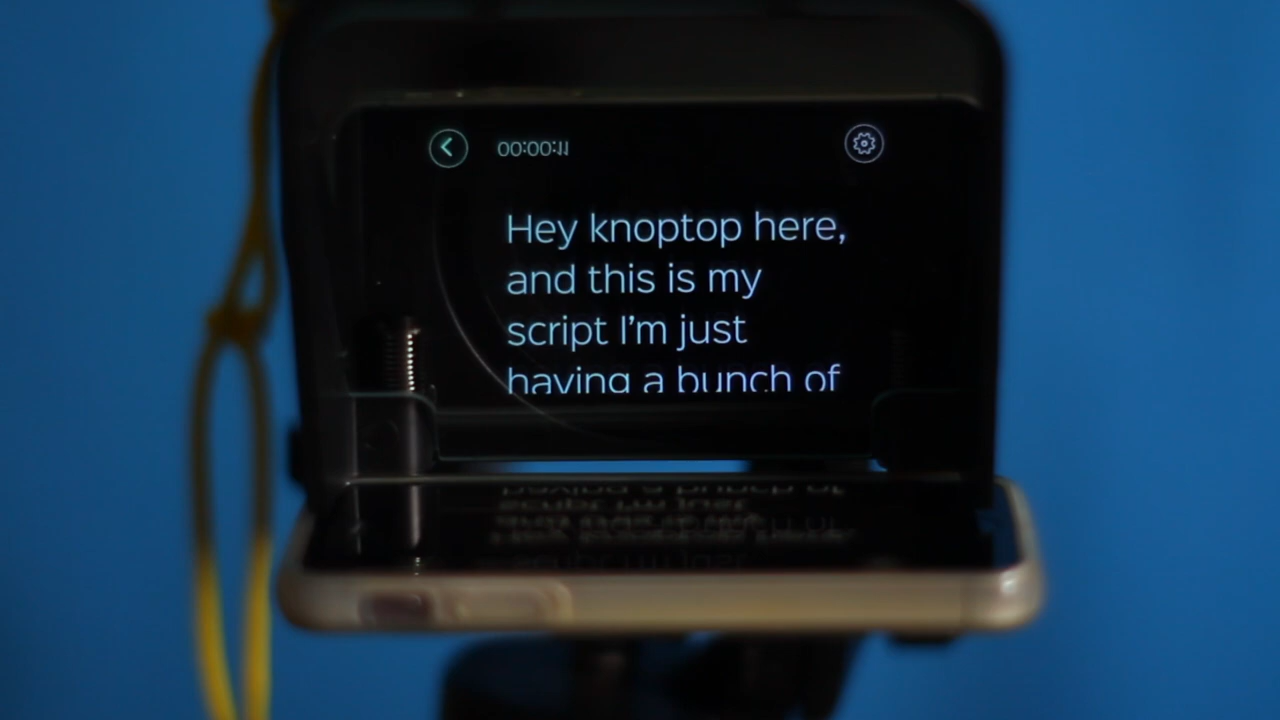 00:00:11
Hey knoptop here,
and this is my
script I'm just
having a bunch of